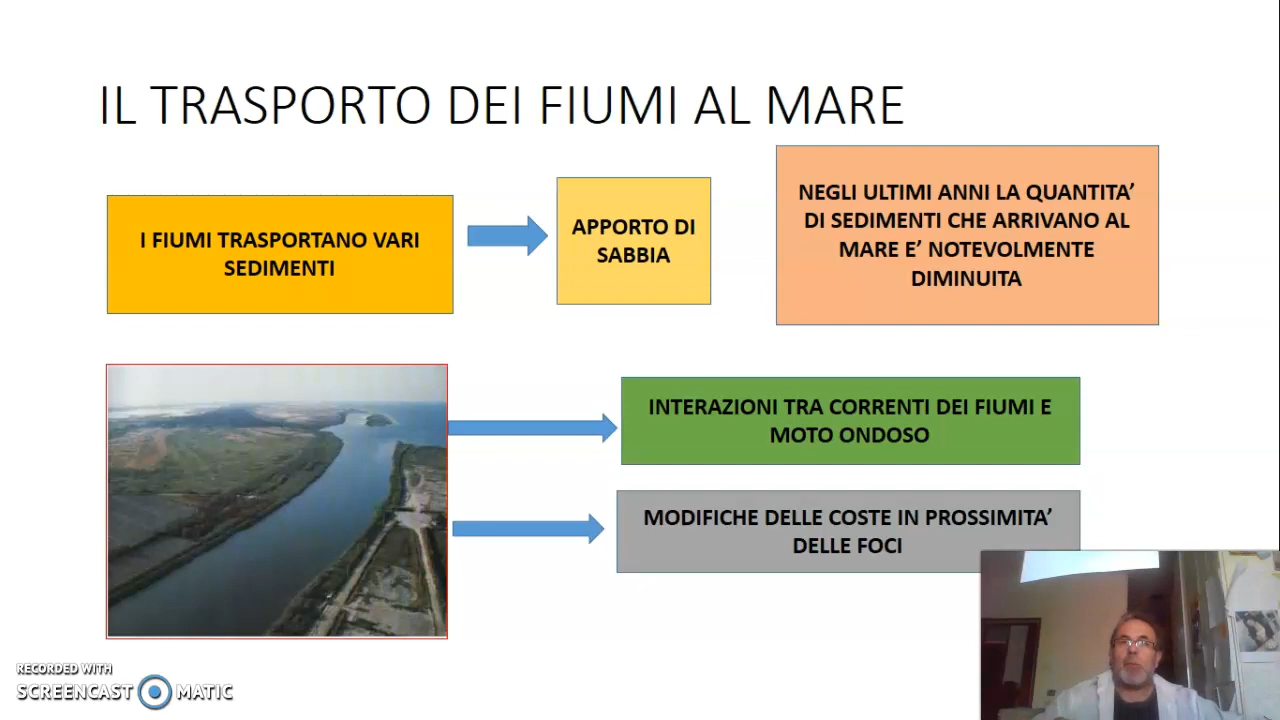 IL TRASPORTO DEI FIUMI AL MARE
I FIUMI TRASPORTANO VARI
SEDIMENTI
APPORTO DI
SABBIA
NEGLI ULTIMI ANNI LA QUANTITA’
DI SEDIMENTI CHE ARRIVANO AL
MARE E’ NOTEVOLMENTE
DIMINUITA
INTERAZIONI TRA CORRENTI DEI FIUMI E
MOTO ONDOSO
MODIFICHE DELLE COSTE IN PROSSIMITA’
DELLE FOCI
RECORDED WITH
SCREENCAST MATIC